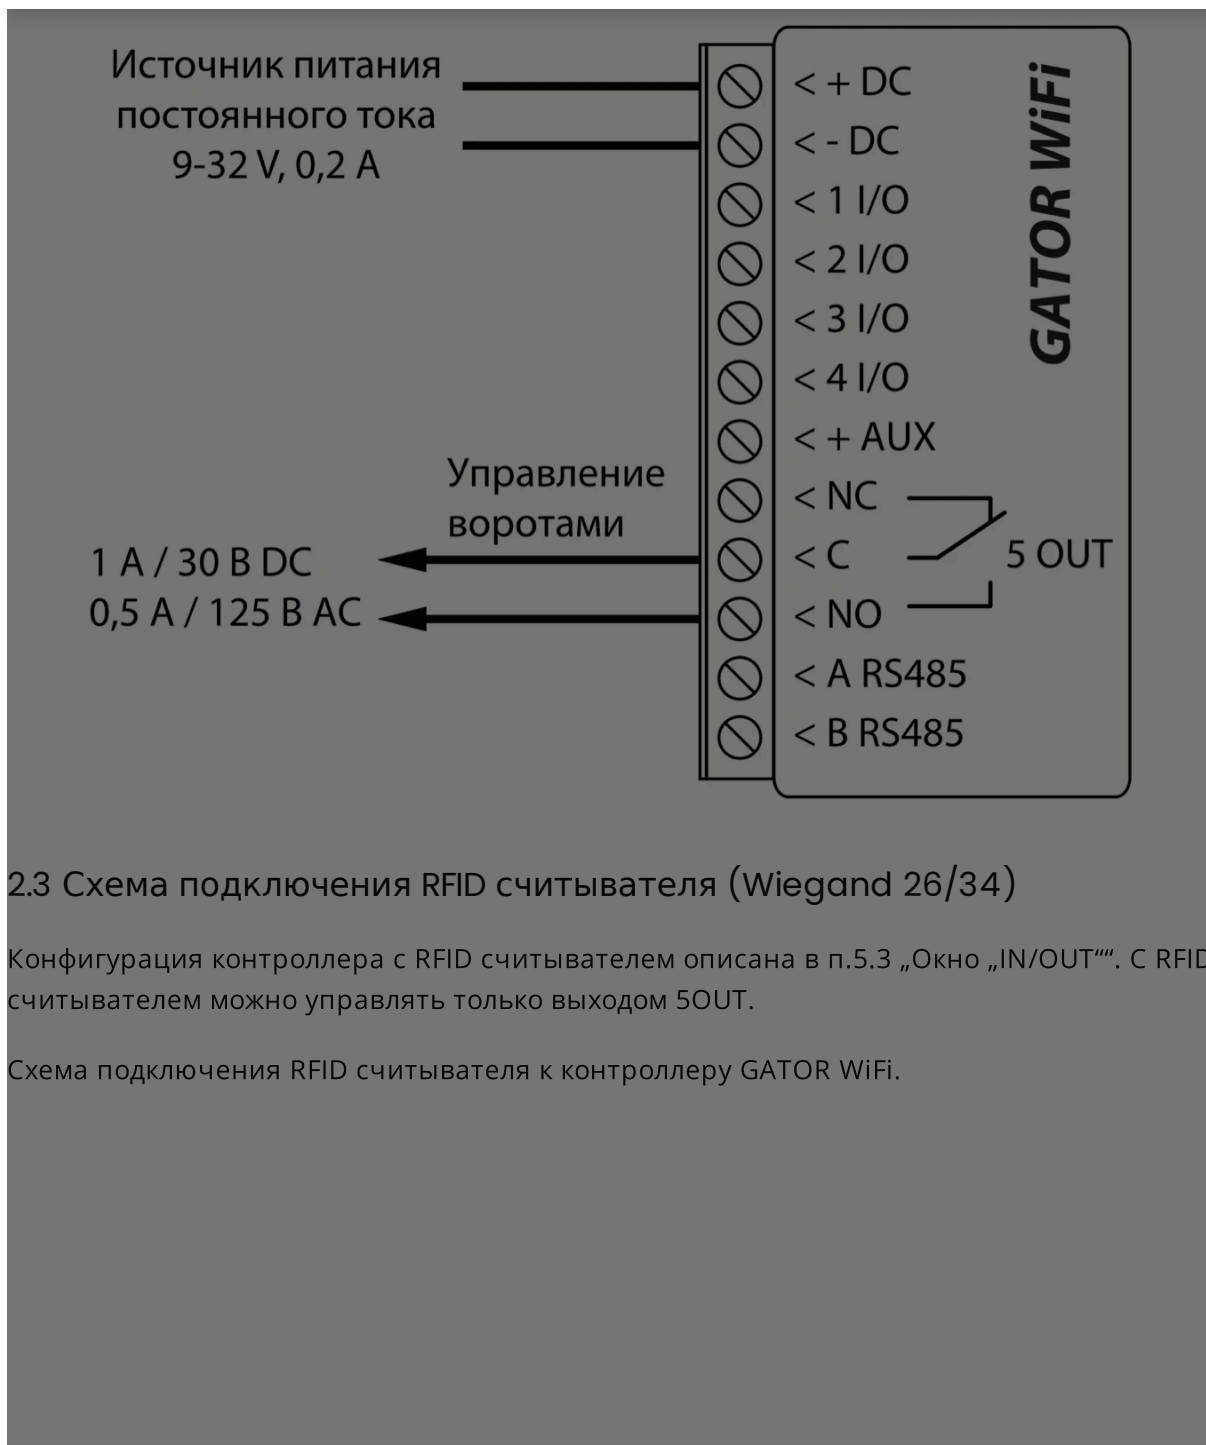 Источник питания
постоянного тока
9-32 V, 0,2 A
< + DC
< - DC
< 1 I/O
< 2 I/O
< 3 I/O
< 4 I/O
< + AUX
< NC
< C
< NO
< A RS485
< B RS485
GATOR WiFi
5 OUT
Управление
воротами
1 A / 30 В DC
0,5 A / 125 В AC
2.3 Схема подключения RFID считывателя (Wiegand 26/34)
Конфигурация контроллера с RFID считывателем описана в п.5.3 „Окно „IN/OUT““. С RFID
считывателем можно управлять только выходом 5OUT.
Схема подключения RFID считывателя к контроллеру GATOR WiFi.